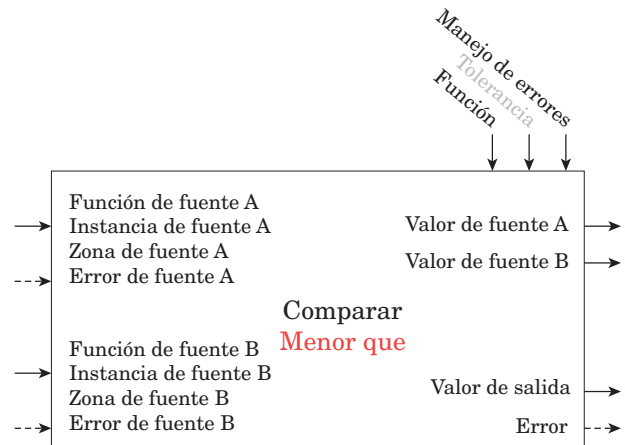 Manejo de errores
Tolerancia
Función
Función de fuente A
Instancia de fuente A
Zona de fuente A
Error de fuente A
Valor de fuente A
Valor de fuente B
Comparar
Menor que
Función de fuente B
Instancia de fuente B
Zona de fuente B
Error de fuente B
Valor de salida
Error